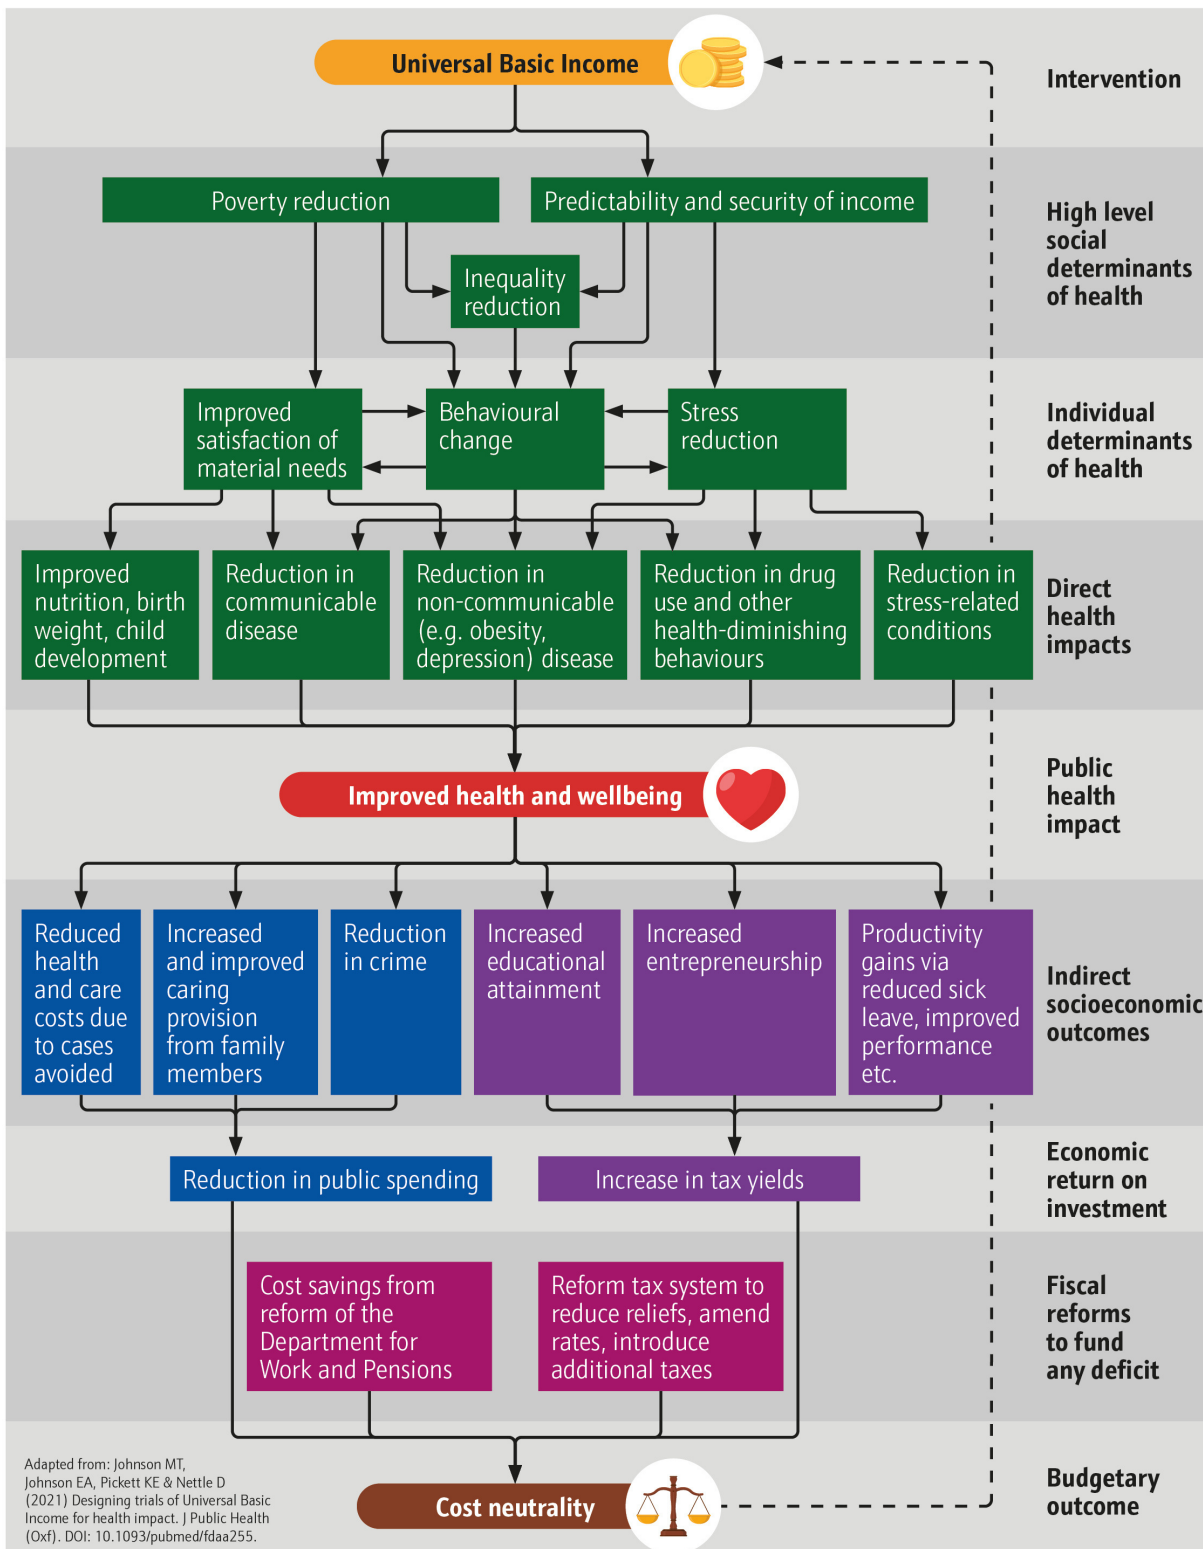 Universal Basic Income
Intervention
Poverty reduction
Predictability and security of income
High level
social
determinants
of health
Inequality
reduction
Improved
satisfaction of
material needs
Behavioural
change
Stress
reduction
Individual
determinants
of health
Improved
nutrition, birth
weight, child
development
Reduction in
communicable
disease
Reduction in
non-communicable
(e.g. obesity,
depression) disease
Reduction in drug
use and other
health-diminishing
behaviours
Reduction in
stress-related
conditions
Direct
health
impacts
Improved health and wellbeing
Public
health
impact
Reduced
health
and care
costs due
to cases
avoided
Increased
and improved
caring
provision
from family
members
Reduction
in crime
Increased
educational
attainment
Increased
entrepreneurship
Productivity
gains via
reduced sick
leave, improved
performance
etc.
Indirect
socioeconomic
outcomes
Reduction in public spending
Increase in tax yields
Economic
return on
investment
Cost savings from
reform of the
Department for
Work and Pensions
Reform tax system to
reduce reliefs, amend
rates, introduce
additional taxes
Fiscal
reforms
to fund
any deficit
Adapted from: Johnson MT,
Johnson EA, Pickett KE & Nettle D
(2021) Designing trials of Universal Basic
Income for health impact. J Public Health
(Oxf). DOI: 10.1093/pubmed/fdaa255.
Cost neutrality
Budgetary
outcome